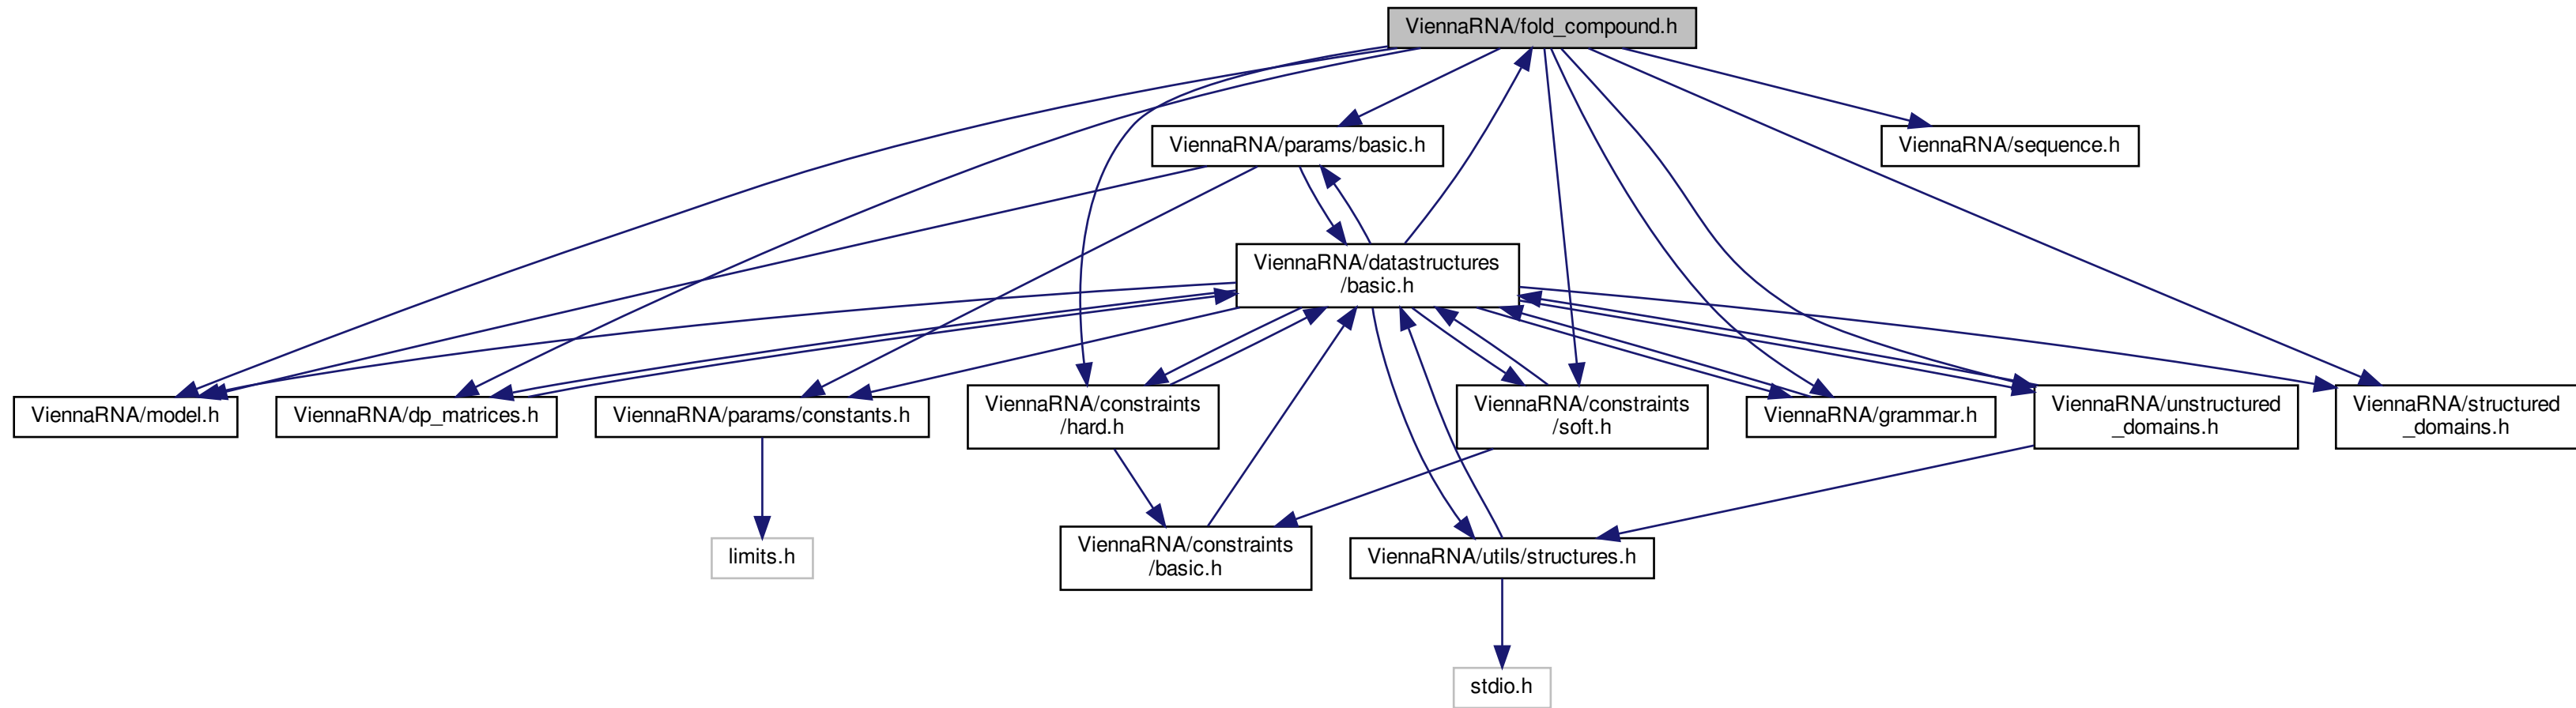 ViennaRNA/fold_compound.h
ViennaRNA/params/basic.h
ViennaRNA/sequence.h
ViennaRNA/datastructures
/basic.h
ViennaRNA/model.h
ViennaRNA/dp_matrices.h
ViennaRNA/params/constants.h
ViennaRNA/constraints
/hard.h
ViennaRNA/constraints
/soft.h
ViennaRNA/grammar.h
ViennaRNA/unstructured
_domains.h
ViennaRNA/structured
_domains.h
limits.h
ViennaRNA/constraints
/basic.h
ViennaRNA/utils/structures.h
stdio.h